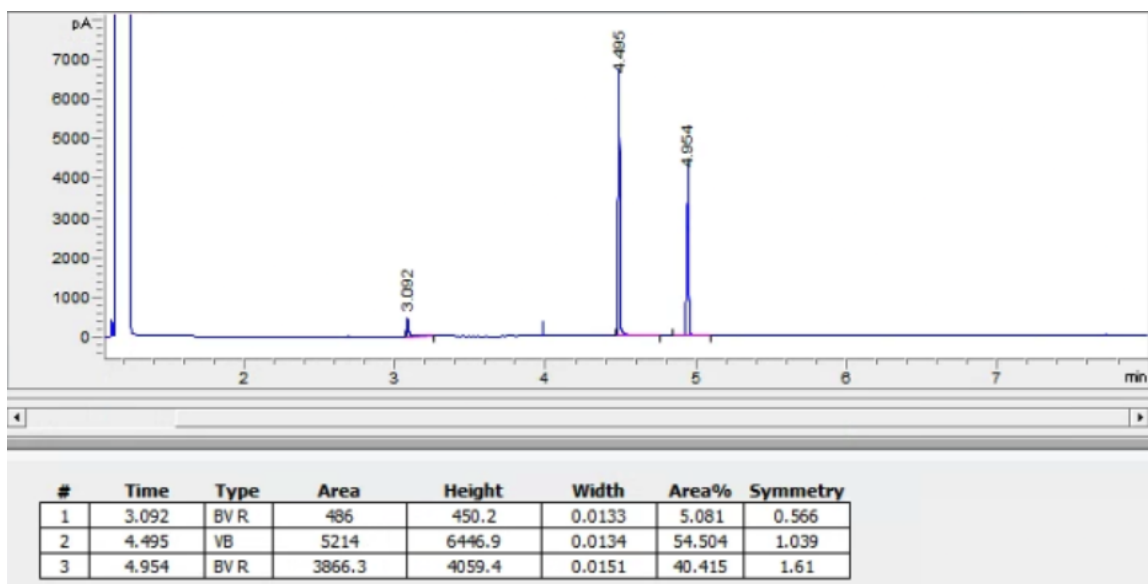 pA
7000
6000
5000
4000
3000
2000
1000
0
3.092
4.495
4.954
2 3 4 5 6 7 min
# Time Type Area Height Width Area% Symmetry
1 3.092 BV R 486 450.2 0.0133 5.081 0.566
2 4.495 VB 5214 6446.9 0.0134 54.504 1.039
3 4.954 BV R 3866.3 4059.4 0.0151 40.415 1.61